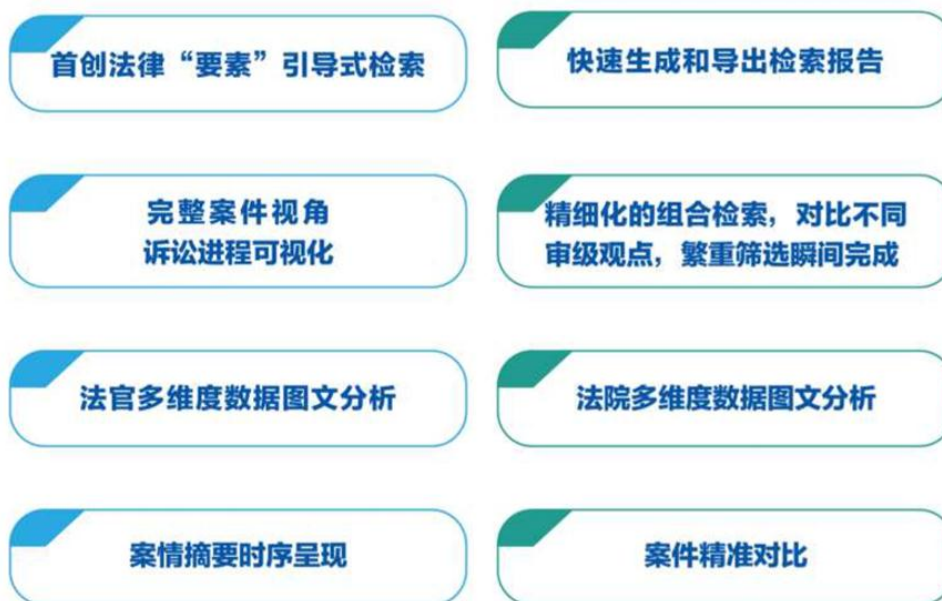 首创法律“要素”引导式检索
快速生成和导出检索报告
完整案件视角
诉讼进程可视化
精细化的组合检索，对比不同
审级观点，繁重筛选瞬间完成
法官多维度数据图文分析
法院多维度数据图文分析
案情摘要时序呈现
案件精准对比